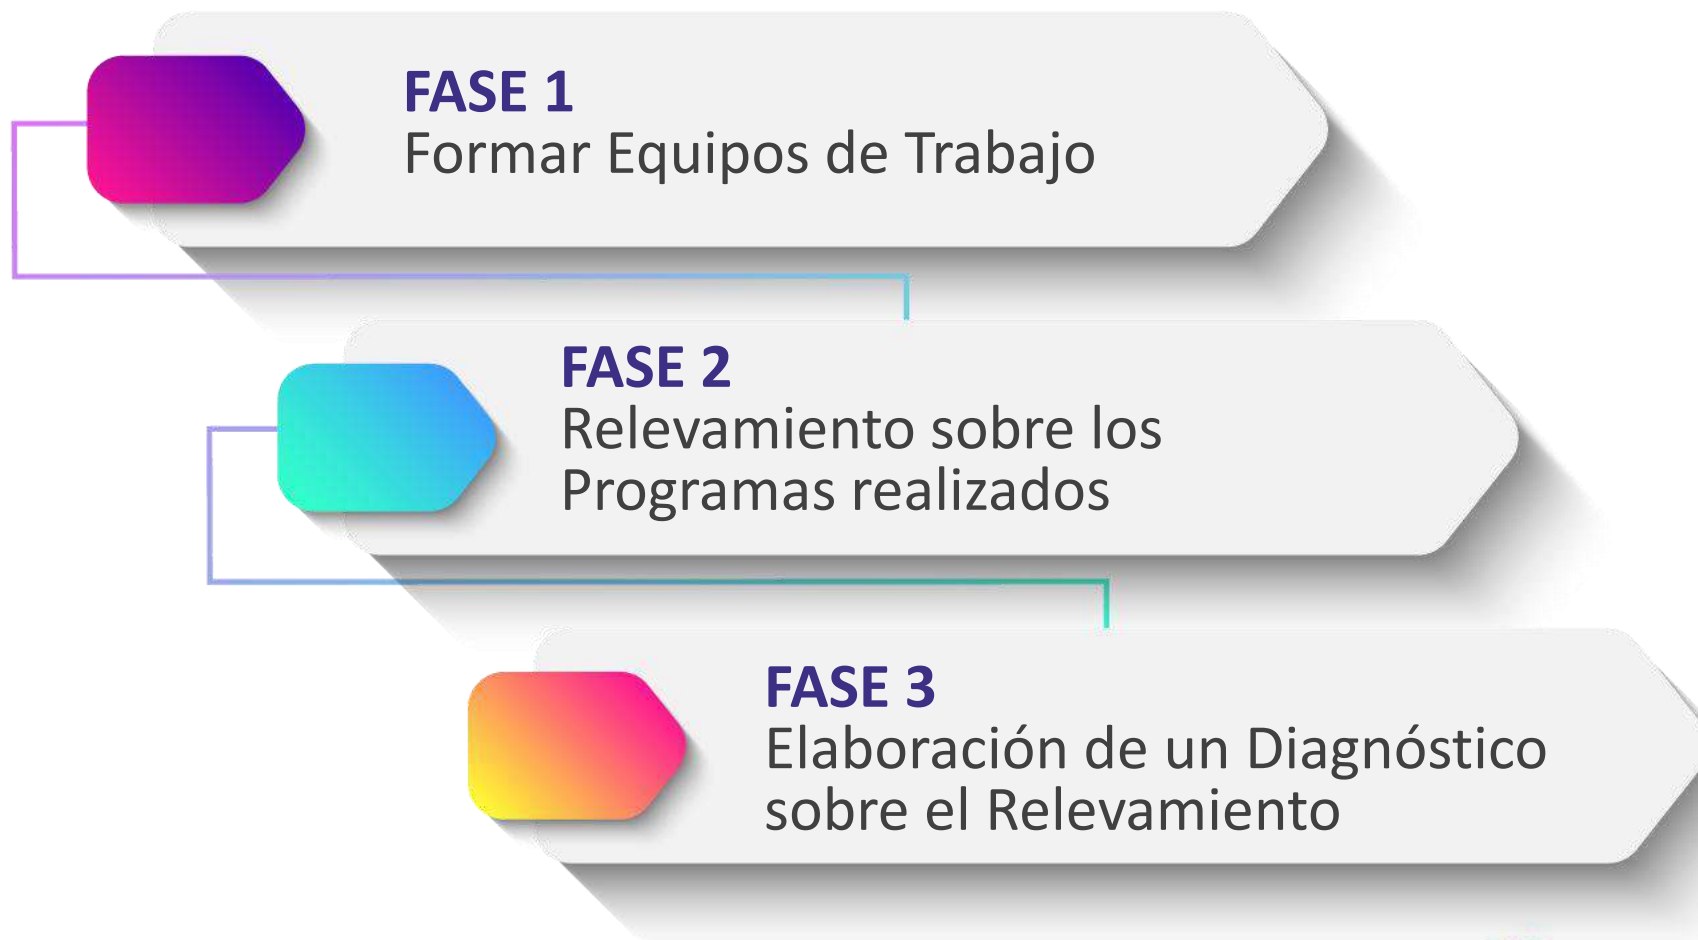 FASE 1
Formar Equipos de Trabajo
FASE 2
Relevamiento sobre los
Programas realizados
FASE 3
Elaboración de un Diagnóstico
sobre el Relevamiento